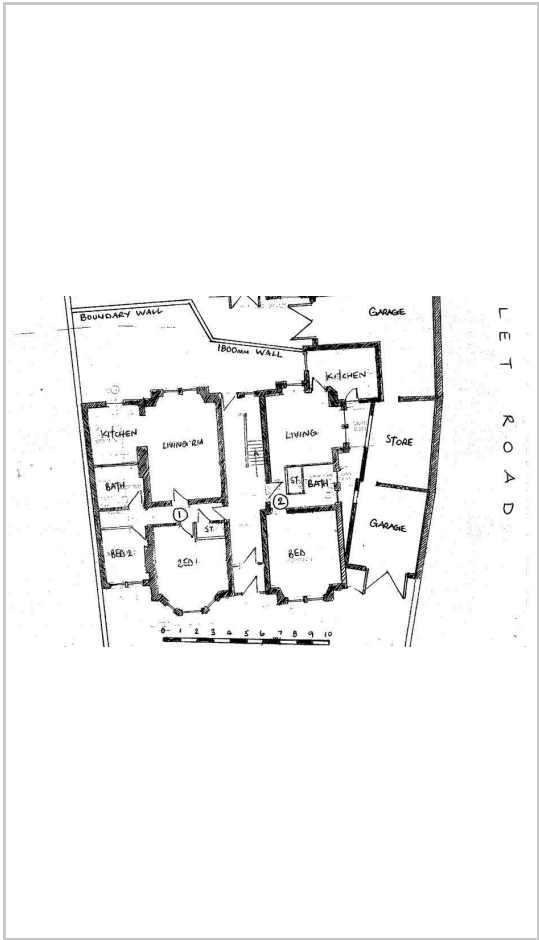 BOUNDARY WALL
GARAGE
1800MM WALL
KITCHEN
KITCHEN
LIVING RM
LIVING
STORE
BATH
ST.
BATH
1
2
ST.
GARAGE
BED 2
BED 1
BED
0 1 2 3 4 5 6 7 8 9 10
LET ROAD